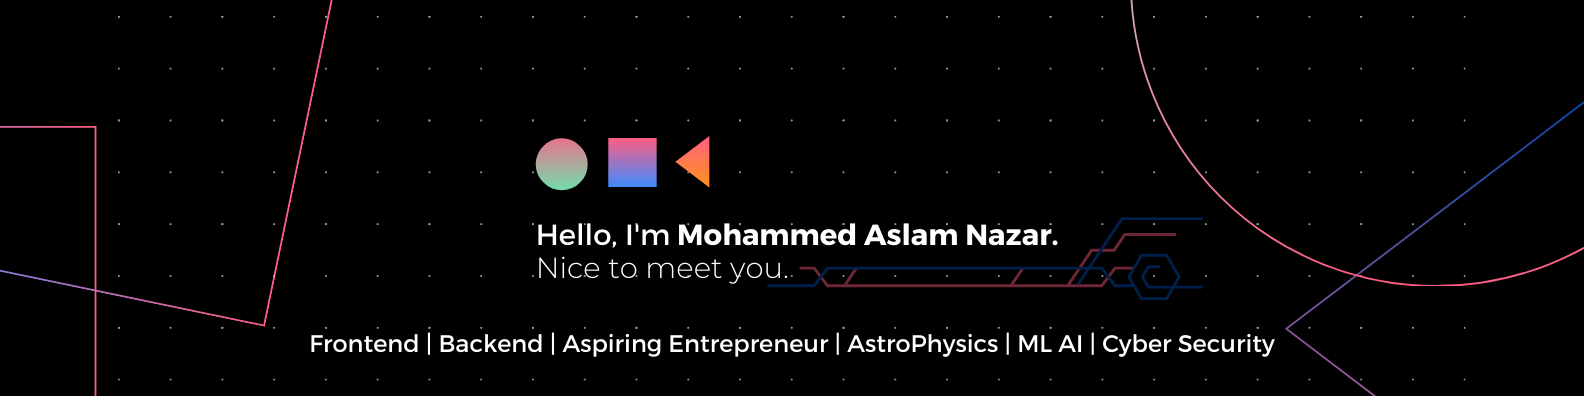 Hello, I'm Mohammed Aslam Nazar.
Nice to meet you.
Frontend | Backend | Aspiring Entrepreneur | AstroPhysics | ML AI | Cyber Security